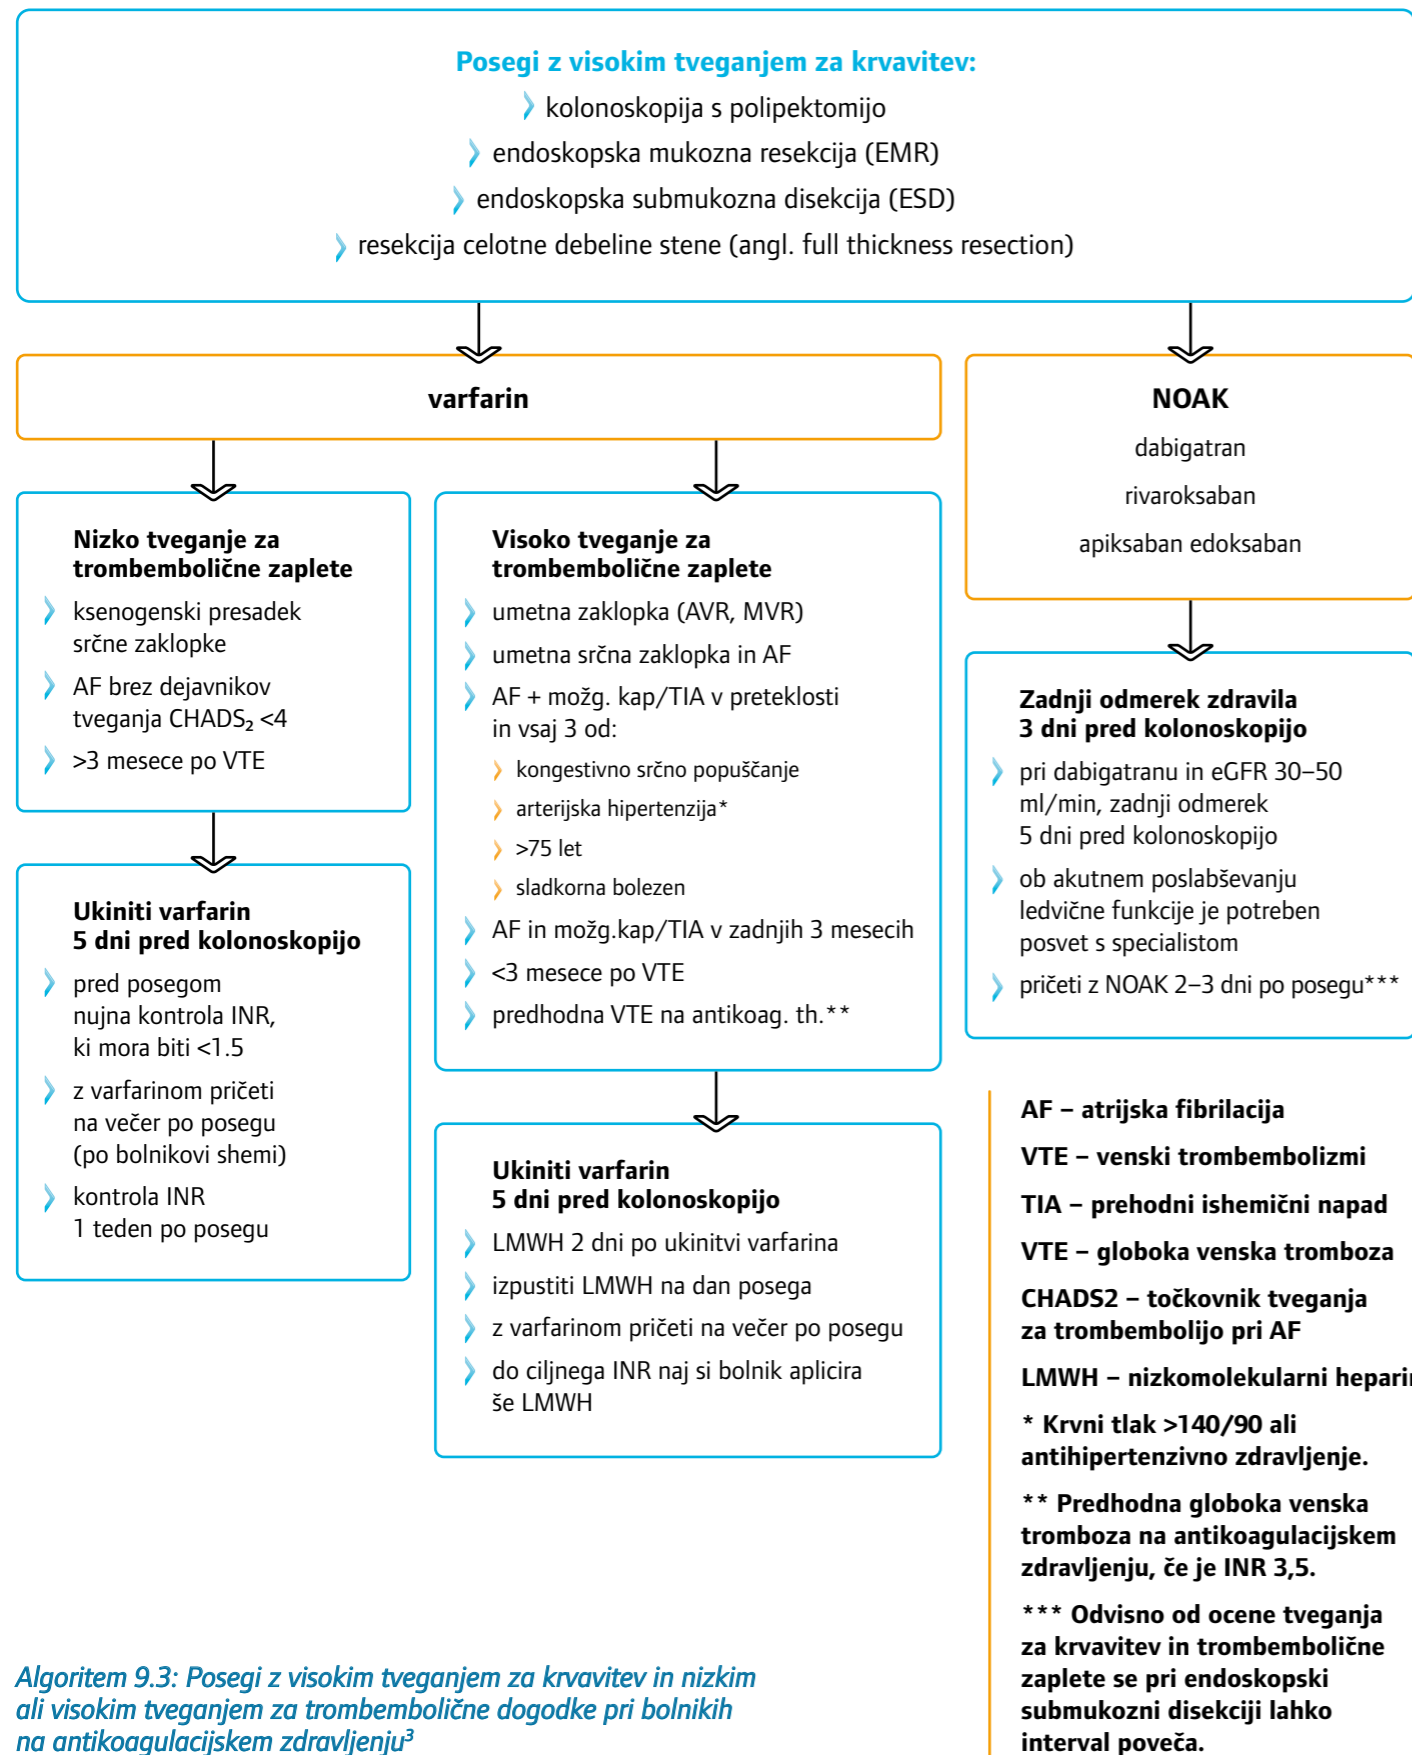 Posegi z visokim tveganjem za krvavitev:
kolonoskopija s polipektomijo
endoskopska mukozna resekcija (EMR)
endoskopska submukozna disekcija (ESD)
resekcija celotne debeline stene (angl. full thickness resection)
varfarin
NOAK
dabigatran
rivaroksaban
apiksaban edoksaban
Nizko tveganje za
trombembolične zaplete
ksenogenski presadek
srčne zaklopke
AF brez dejavnikov
tveganja CHADS₂ <4
>3 mesece po VTE
Ukiniti varfarin
5 dni pred kolonoskopijo
pred posegom
nujna kontrola INR,
ki mora biti <1.5
z varfarinom pričeti
na večer po posegu
(po bolnikovi shemi)
kontrola INR
1 teden po posegu
Visoko tveganje za
trombembolične zaplete
umetna zaklopka (AVR, MVR)
umetna srčna zaklopka in AF
AF + možg. kap/TIA v preteklosti
in vsaj 3 od:
kongestivno srčno popuščanje
arterijska hipertenzija*
>75 let
sladkorna bolezen
AF in možg.kap/TIA v zadnjih 3 mesecih
<3 mesece po VTE
predhodna VTE na antikoag. th.**
Ukiniti varfarin
5 dni pred kolonoskopijo
LMWH 2 dni po ukinitvi varfarina
izpustiti LMWH na dan posega
z varfarinom pričeti na večer po posegu
do ciljnega INR naj si bolnik aplicira
še LMWH
Zadnji odmerek zdravila
3 dni pred kolonoskopijo
pri dabigatranu in eGFR 30–50
ml/min, zadnji odmerek
5 dni pred kolonoskopijo
ob akutnem poslabševanju
ledvične funkcije je potreben
posvet s specialistom
pričeti z NOAK 2–3 dni po posegu***
AF – atrijska fibrilacija
VTE – venski trombembolizmi
TIA – prehodni ishemični napad
VTE – globoka venska tromboza
CHADS2 – točkovnik tveganja
za trombembolijo pri AF
LMWH – nizkomolekularni heparin
* Krvni tlak >140/90 ali
antihipertenzivno zdravljenje.
** Predhodna globoka venska
tromboza na antikoagulacijskem
zdravljenju, če je INR 3,5.
*** Odvisno od ocene tveganja
za krvavitev in trombembolične
zaplete se pri endoskopski
submukozni disekciji lahko
interval poveča.
Algoritem 9.3: Posegi z visokim tveganjem za krvavitev in nizkim
ali visokim tveganjem za trombembolične dogodke pri bolnikih
na antikoagulacijskem zdravljenju³